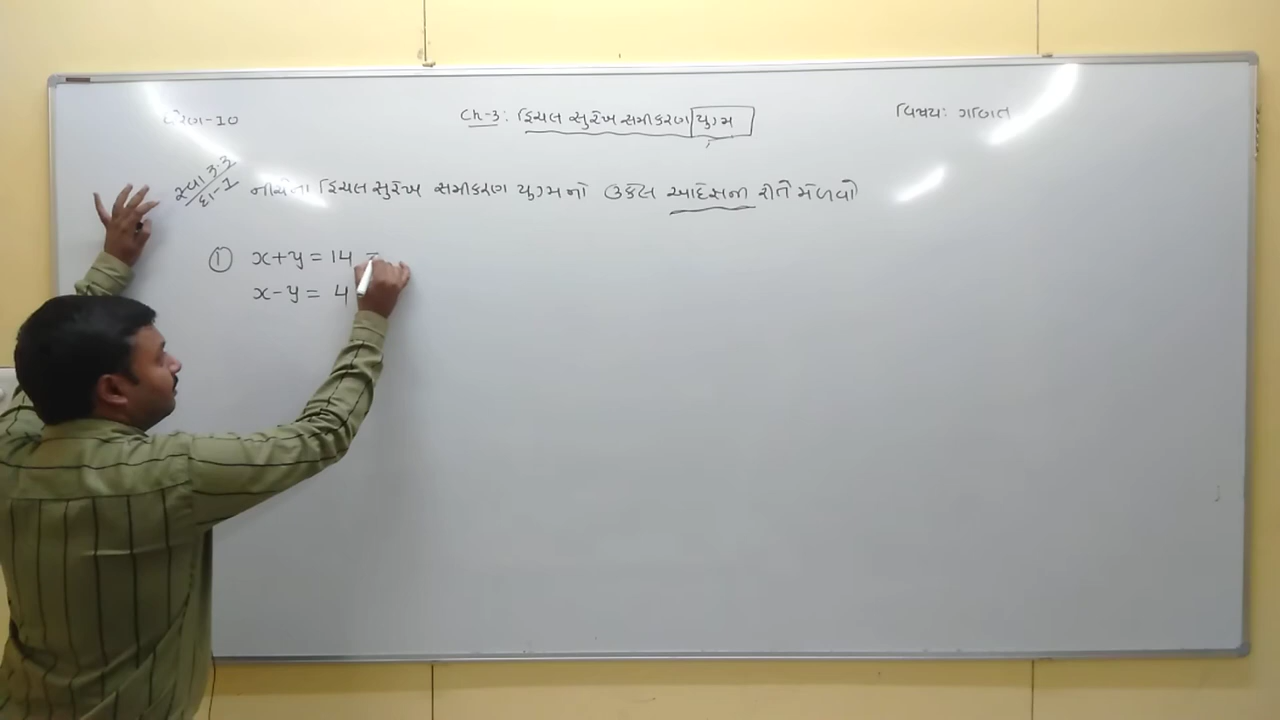 ધોરણ-10
Ch-3: દ્વિચલ સુરેખ સમીકરણ યુગ્મ
વિષય: ગણિત
સ્વા 3.3
દા-1
નીચેના દ્વિચલ સુરેખ સમીકરણ યુગ્મનો ઉકેલ આદેશની રીતે મેળવો
① x+y = 14
x-y = 4